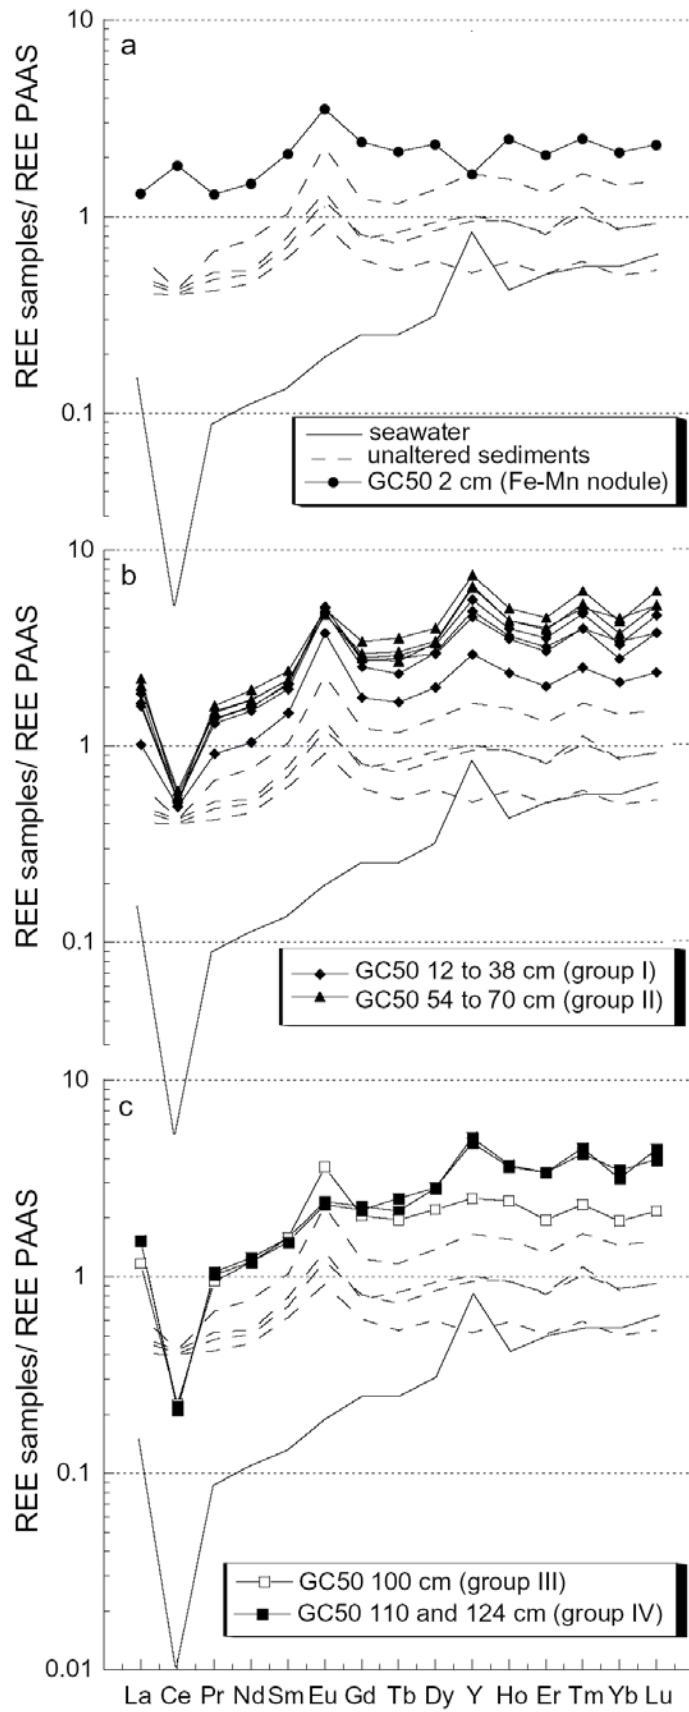 10
a
1
REE samples/ REE PAAS
0.1
seawater
unaltered sediments
GC50 2 cm (Fe-Mn nodule)
10
b
1
REE samples/ REE PAAS
0.1
GC50 12 to 38 cm (group I)
GC50 54 to 70 cm (group II)
10
c
1
REE samples/ REE PAAS
0.1
GC50 100 cm (group III)
GC50 110 and 124 cm (group IV)
0.01
La Ce Pr Nd Sm Eu Gd Tb Dy Y Ho Er Tm Yb Lu